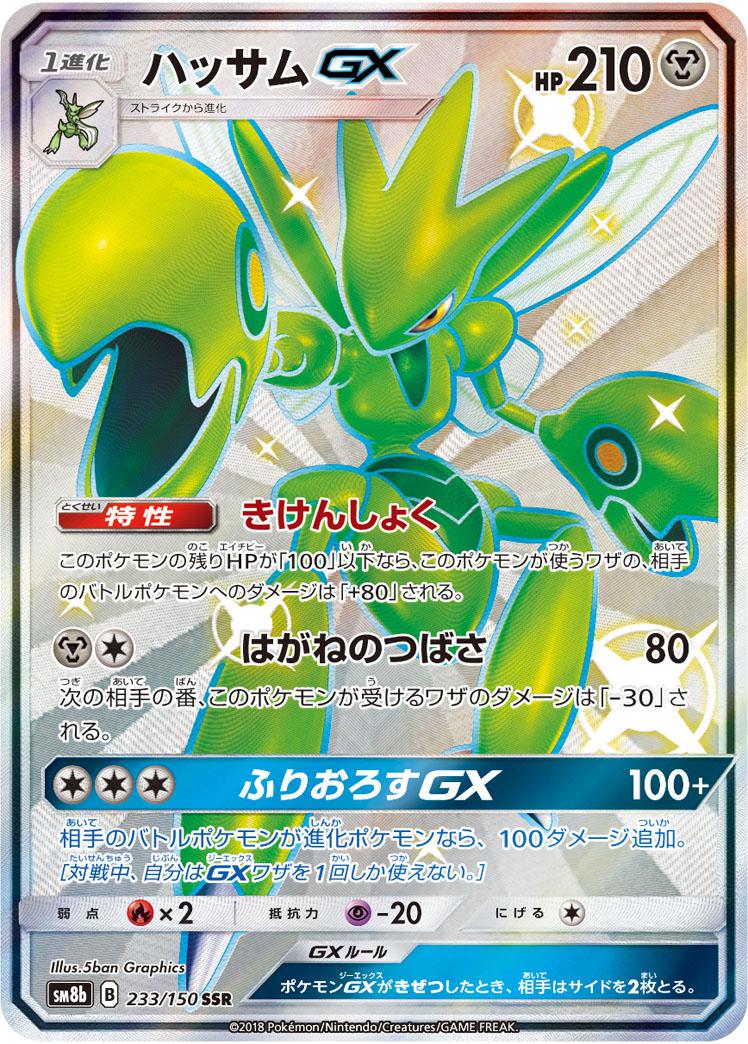 1進化
ハッサムGX
HP210
ストライクから進化
とくせい
特性 きけんしょく
このポケモンの残りHPが「100」以下なら、このポケモンが使うワザの、相手
のバトルポケモンへのダメージは「+80」される。
はがねのつばさ 80
次の相手の番、このポケモンが受けるワザのダメージは「-30」さ
れる。
ふりおろすGX 100+
相手のバトルポケモンが進化ポケモンなら、100ダメージ追加。
[対戦中、自分はGXワザを1回しか使えない。]
弱点 ×2 抵抗力 -20 にげる
GXルール
ポケモンGXがきぜつしたとき、相手はサイドを2枚とる。
Illus.5ban Graphics
SM8b B 233/150 SSR
©2018 Pokémon/Nintendo/Creatures/GAME FREAK.